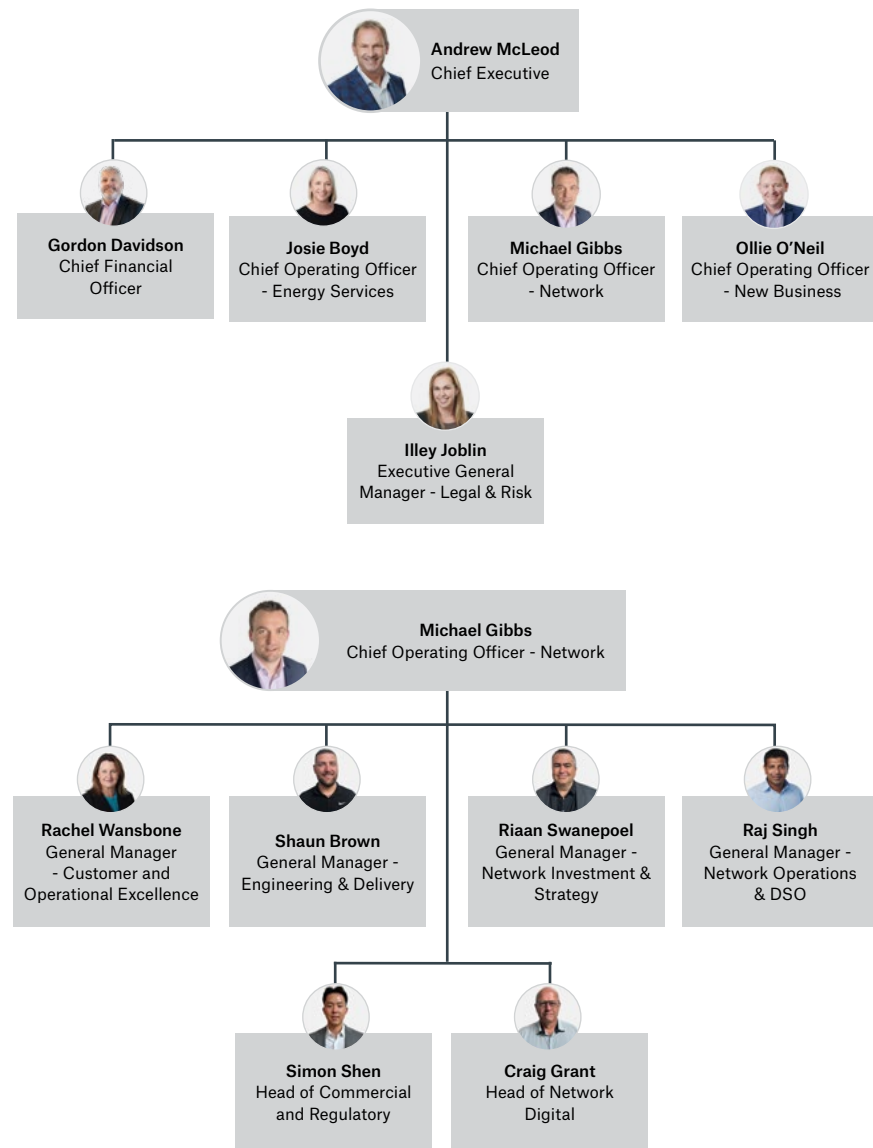 Andrew McLeod
Chief Executive
Gordon Davidson
Chief Financial
Officer
Josie Boyd
Chief Operating Officer
- Energy Services
Michael Gibbs
Chief Operating Officer
- Network
Ollie O’Neil
Chief Operating Officer
- New Business
Illey Joblin
Executive General
Manager - Legal & Risk
Michael Gibbs
Chief Operating Officer - Network
Rachel Wansbone
General Manager
- Customer and
Operational Excellence
Shaun Brown
General Manager -
Engineering & Delivery
Riaan Swanepoel
General Manager -
Network Investment &
Strategy
Raj Singh
General Manager -
Network Operations
& DSO
Simon Shen
Head of Commercial
and Regulatory
Craig Grant
Head of Network
Digital